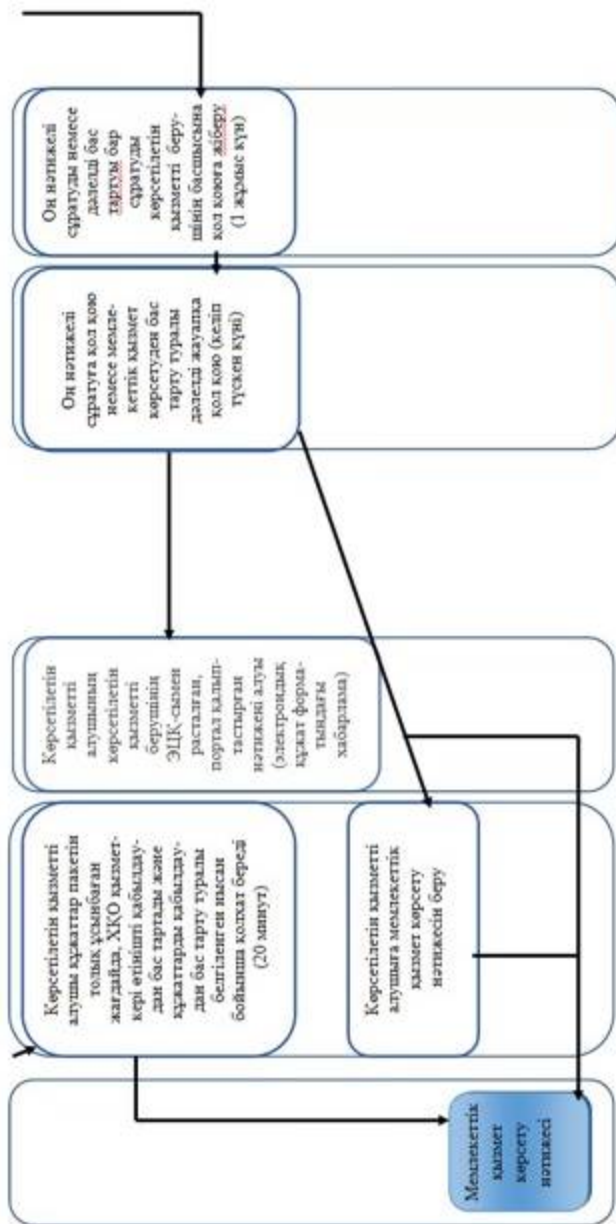 Оң нәтижелі
сұратуды немесе
дәлелді бас
тартуы бар
сұратуды
көрсетілетін
қызметті беру-
шінің басшысына
қол қоюға жіберу
(1 жұмыс күн)
Оң нәтижелі
сұратуға қол қою
немесе мемле-
кеттік қызмет
көрсетуден бас
тарту туралы
дәлелді жауапқа
қол қою (келіп
түскен күні)
Көрсетілетін
қызметті
алушының
көрсетілетін
қызметті
берушінің
ЭЦҚ-сымен
расталған,
портал қалып-
тастырған
нәтижені алуы
(электрондық
құжат форма-
тындағы
хабарлама)
Көрсетілетін қызметті
алушы құжаттар пакетін
толық ұсынбаған
жағдайда, ХҚО қызмет-
кері өтінішті қабылдау-
дан бас тартады және
құжаттарды қабылдау-
дан бас тарту туралы
белгіленген нысан
бойынша қолхат береді
(20 минут)
Көрсетілетін қызметті
алушыға мемлекеттік
қызмет көрсету
нәтижесін беру
Мемлекеттік
қызмет
көрсету
нәтижесі